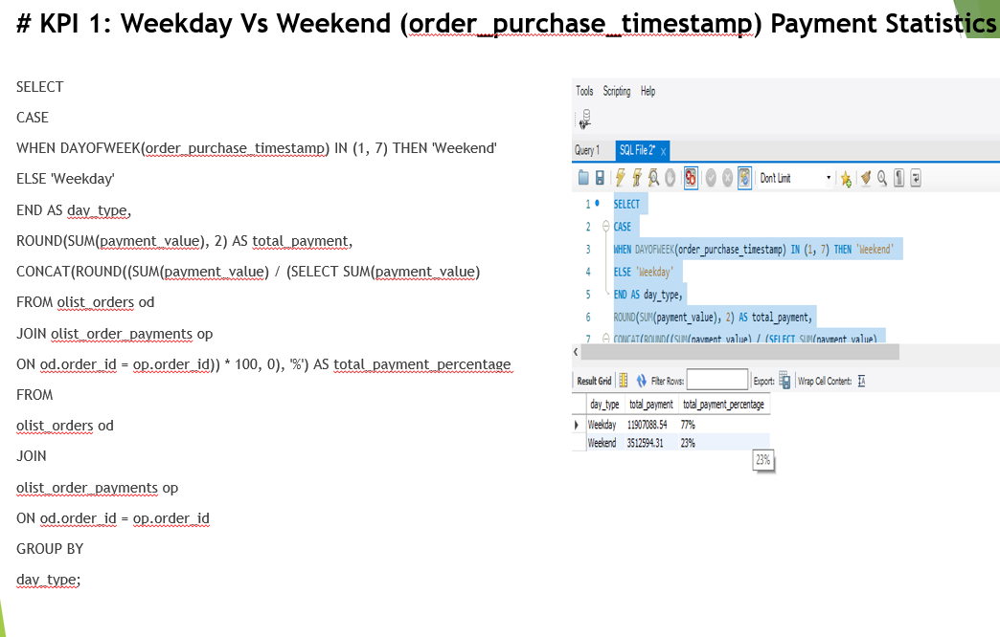 # KPI 1: Weekday Vs Weekend (order_purchase_timestamp) Payment Statistics
SELECT
CASE
WHEN DAYOFWEEK(order_purchase_timestamp) IN (1, 7) THEN 'Weekend'
ELSE 'Weekday'
END AS day_type,
ROUND(SUM(payment_value), 2) AS total_payment,
CONCAT(ROUND((SUM(payment_value) / (SELECT SUM(payment_value)
FROM olist_orders od
JOIN olist_order_payments op
ON od.order_id = op.order_id)) * 100, 0), '%') AS total_payment_percentage
FROM
olist_orders od
JOIN
olist_order_payments op
ON od.order_id = op.order_id
GROUP BY
day_type;
Tools Scripting Help
Query 1 SQL File 2* x
Don't Limit
1 SELECT
2 CASE
3 WHEN DAYOFWEEK(order_purchase_timestamp) IN (1, 7) THEN 'Weekend'
4 ELSE 'Weekday'
5 END AS day_type,
6 ROUND(SUM(payment_value), 2) AS total_payment,
7 CONCAT(ROUND((SUM(payment_value) / (SELECT SUM(payment_value)
Result Grid Filter Rows: Export: Wrap Cell Content:
day_type total_payment total_payment_percentage
Weekday 11907088.54 77%
Weekend 3512594.31 23%
23%